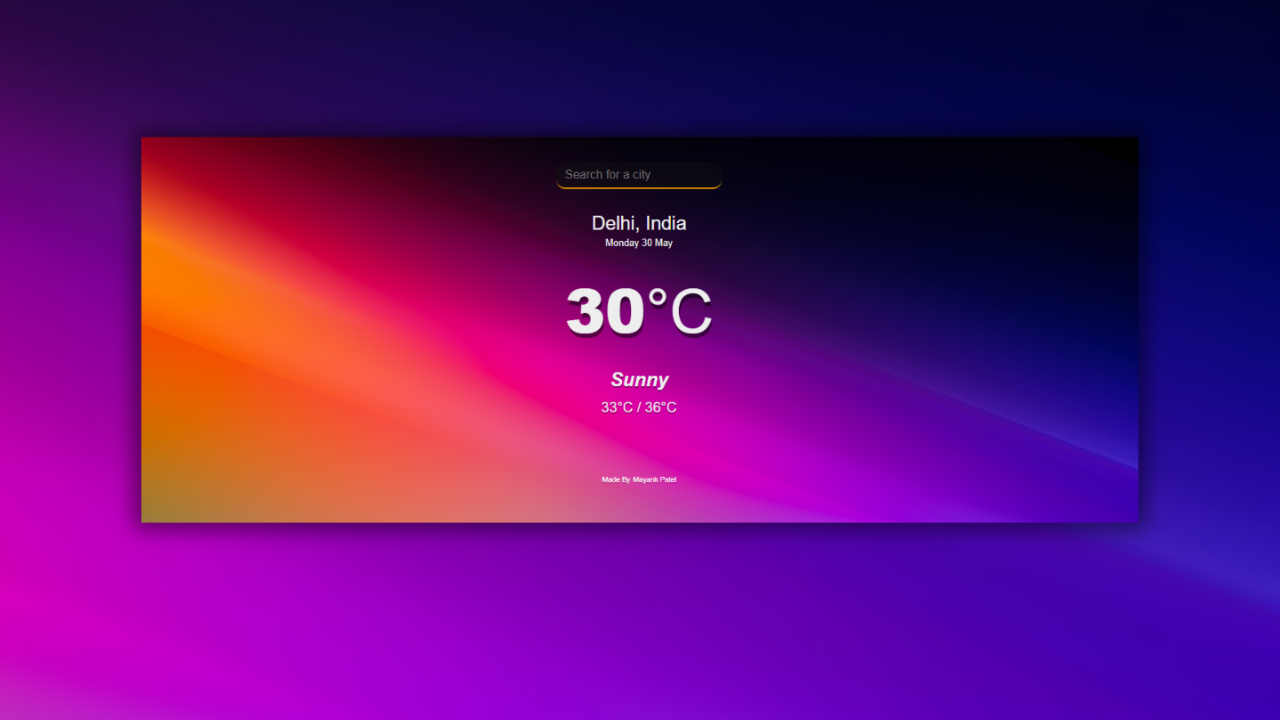 Search for a city
Delhi, India
Monday 30 May
30°C
Sunny
33°C / 36°C
Made By Mayank Patel